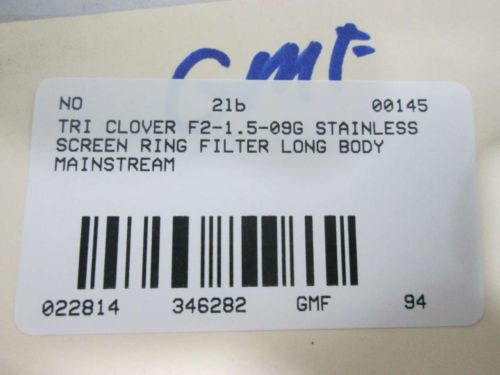 GMF
NO 2lb 00145
TRI CLOVER F2-1.5-09G STAINLESS
SCREEN RING FILTER LONG BODY
MAINSTREAM
022814 346282 GMF 94